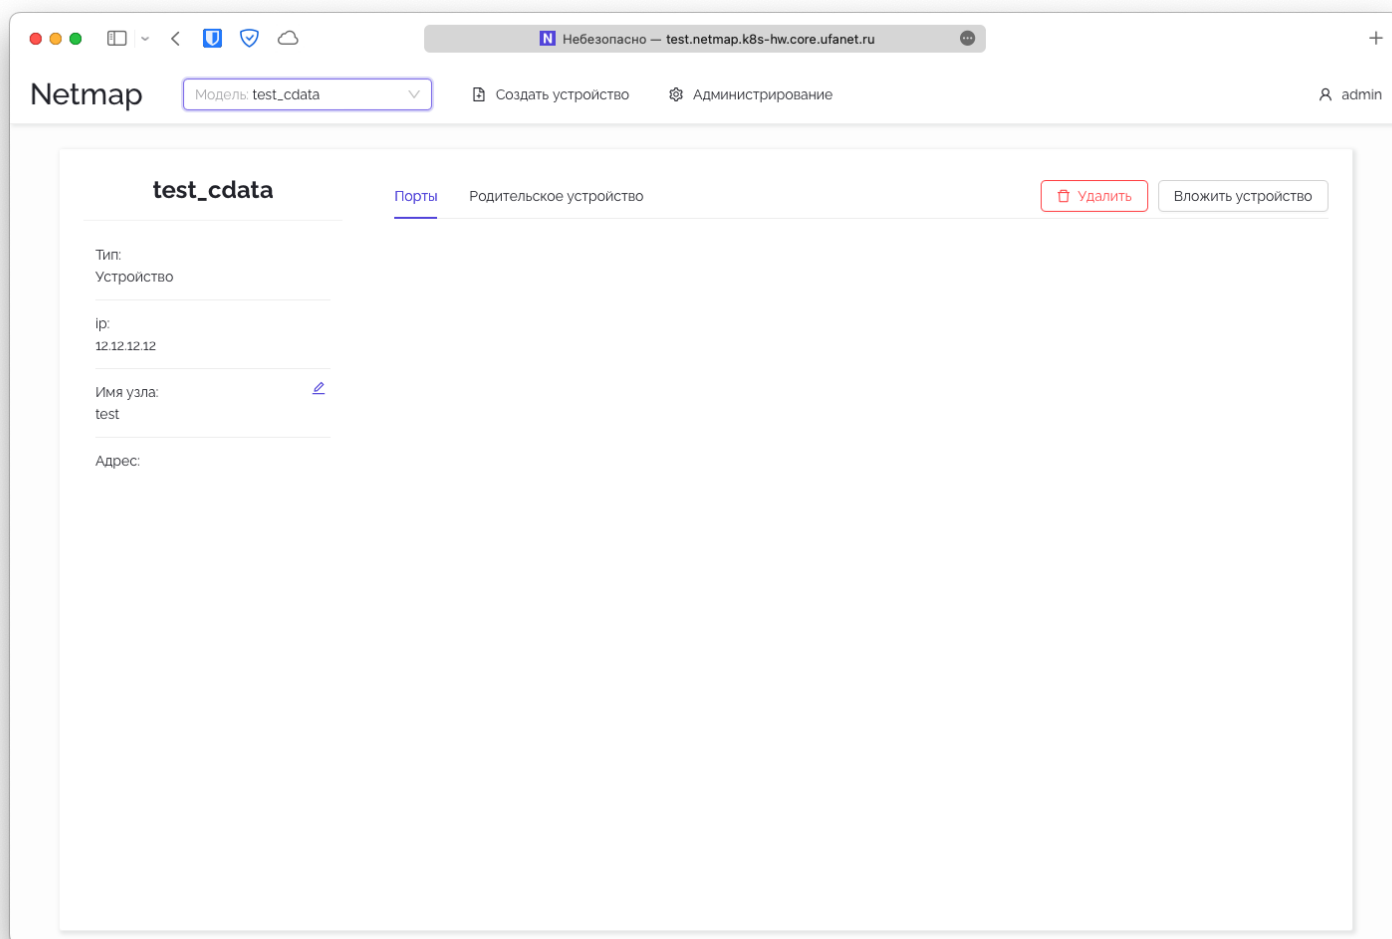 N Небезопасно — test.netmap.k8s-hw.core.ufanet.ru
Netmap
Модель: test_cdata
Создать устройство
Администрирование
admin
test_cdata
Порты
Родительское устройство
Удалить
Вложить устройство
Тип:
Устройство
ip:
12.12.12.12
Имя узла:
test
Адрес: